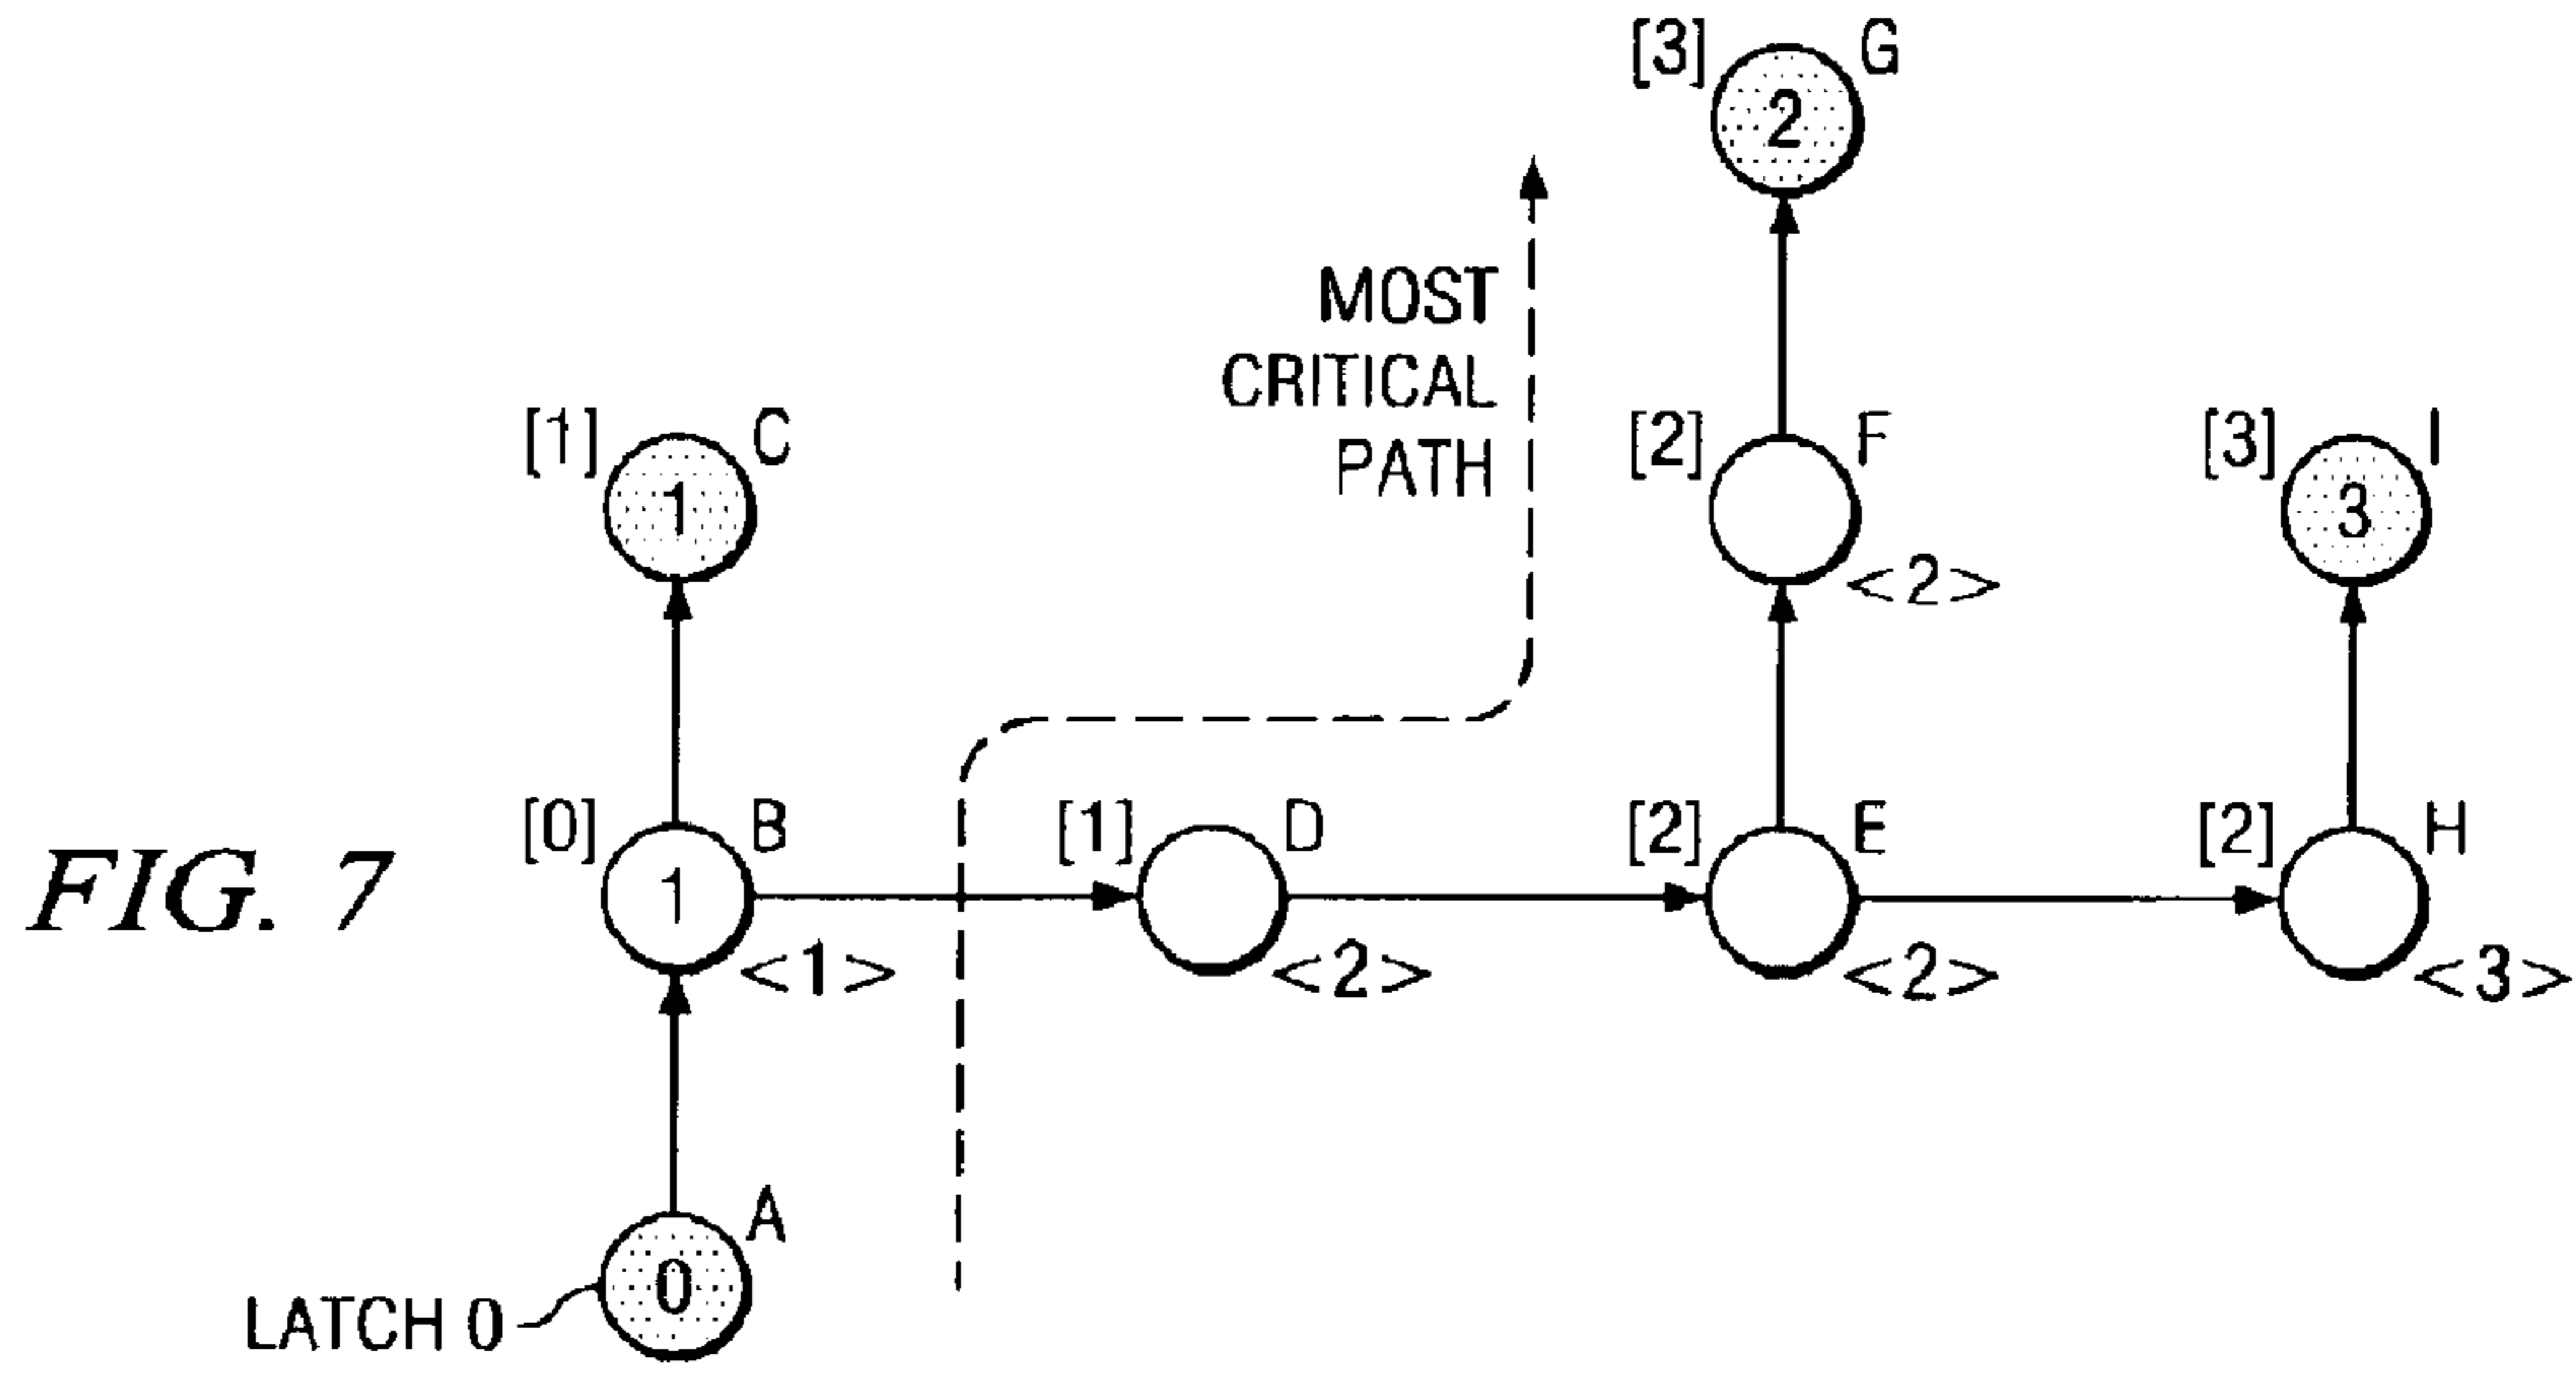 [3] G
2
MOST
CRITICAL
PATH
[1] C
1
[2] F
<2>
[3] I
3
[0] B
1
<1>
[1] D
<2>
[2] E
<2>
[2] H
<3>
FIG. 7
A
0
LATCH 0